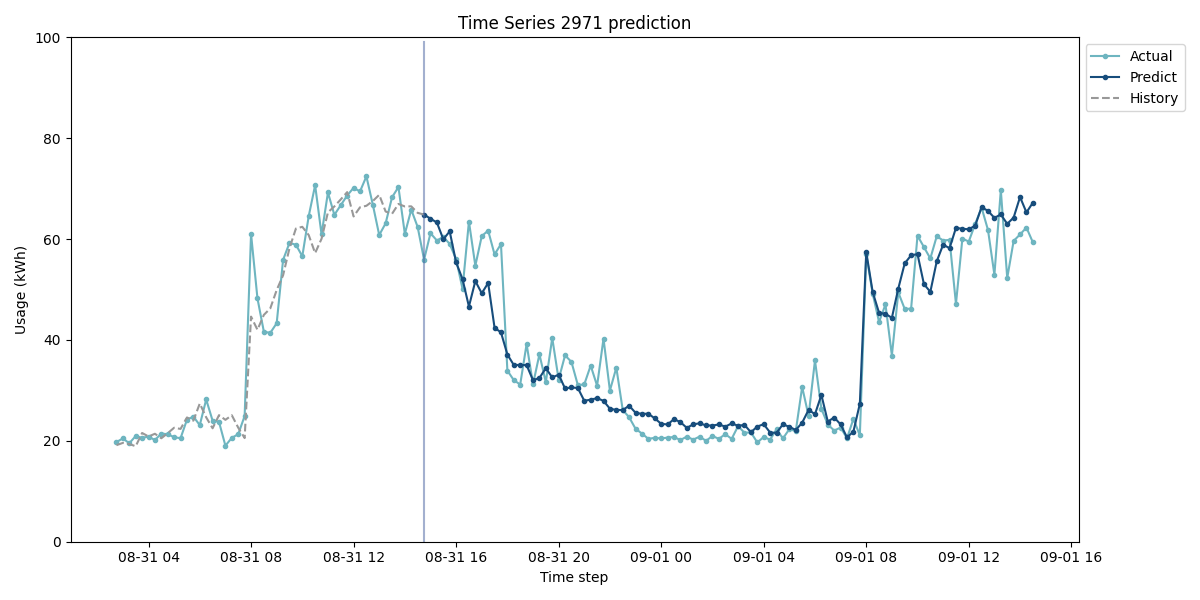 Time Series 2971 prediction
100
80
60
40
20
0
Usage (kWh)
08-31 04
08-31 08
08-31 12
08-31 16
08-31 20
09-01 00
09-01 04
09-01 08
09-01 12
09-01 16
Time step
Actual
Predict
History